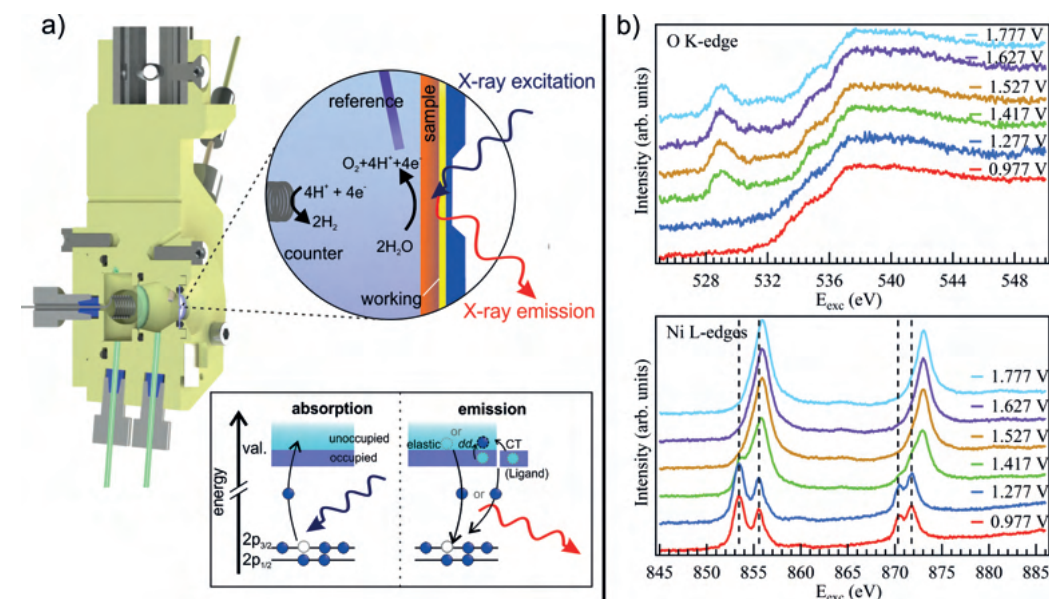 a)
reference
sample
X-ray excitation
O₂+4H⁺+4e⁻
4H⁺ + 4e⁻
2H₂
counter
2H₂O
working
X-ray emission
absorption
emission
energy
val.
unoccupied
occupied
or
elastic
dd
CT
(Ligand)
or
2p₃/₂
2p₁/₂
b)
O K-edge
1.777 V
1.627 V
1.527 V
1.417 V
1.277 V
0.977 V
Intensity (arb. units)
528 532 536 540 544 548
E_exc (eV)
Ni L-edges
1.777 V
1.627 V
1.527 V
1.417 V
1.277 V
0.977 V
Intensity (arb. units)
845 850 855 860 865 870 875 880 885
E_exc (eV)